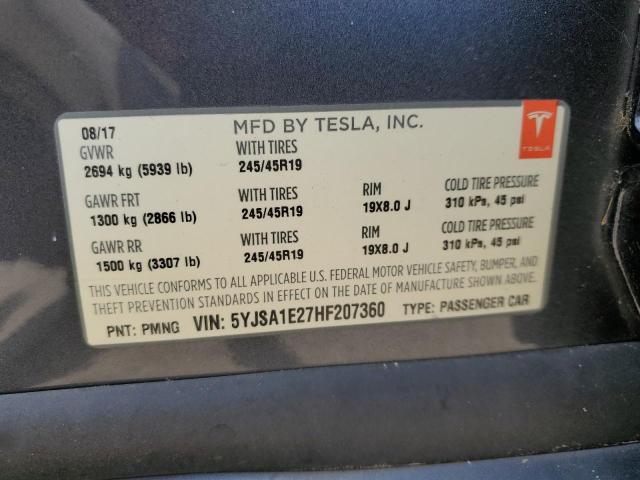 08/17 MFD BY TESLA, INC.
TESLA
GVWR WITH TIRES
2694 kg (5939 lb) 245/45R19
GAWR FRT WITH TIRES RIM COLD TIRE PRESSURE
1300 kg (2866 lb) 245/45R19 19X8.0 J 310 kPs, 45 psi
GAWR RR WITH TIRES RIM COLD TIRE PRESSURE
1500 kg (3307 lb) 245/45R19 19X8.0 J 310 kPs, 45 psi
THIS VEHICLE CONFORMS TO ALL APPLICABLE U.S. FEDERAL MOTOR VEHICLE SAFETY, BUMPER, AND
THEFT PREVENTION STANDARDS IN EFFECT ON THE DATE OF MANUFACTURE SHOWN ABOVE.
PNT: PMNG VIN: 5YJSA1E27HF207360 TYPE: PASSENGER CAR